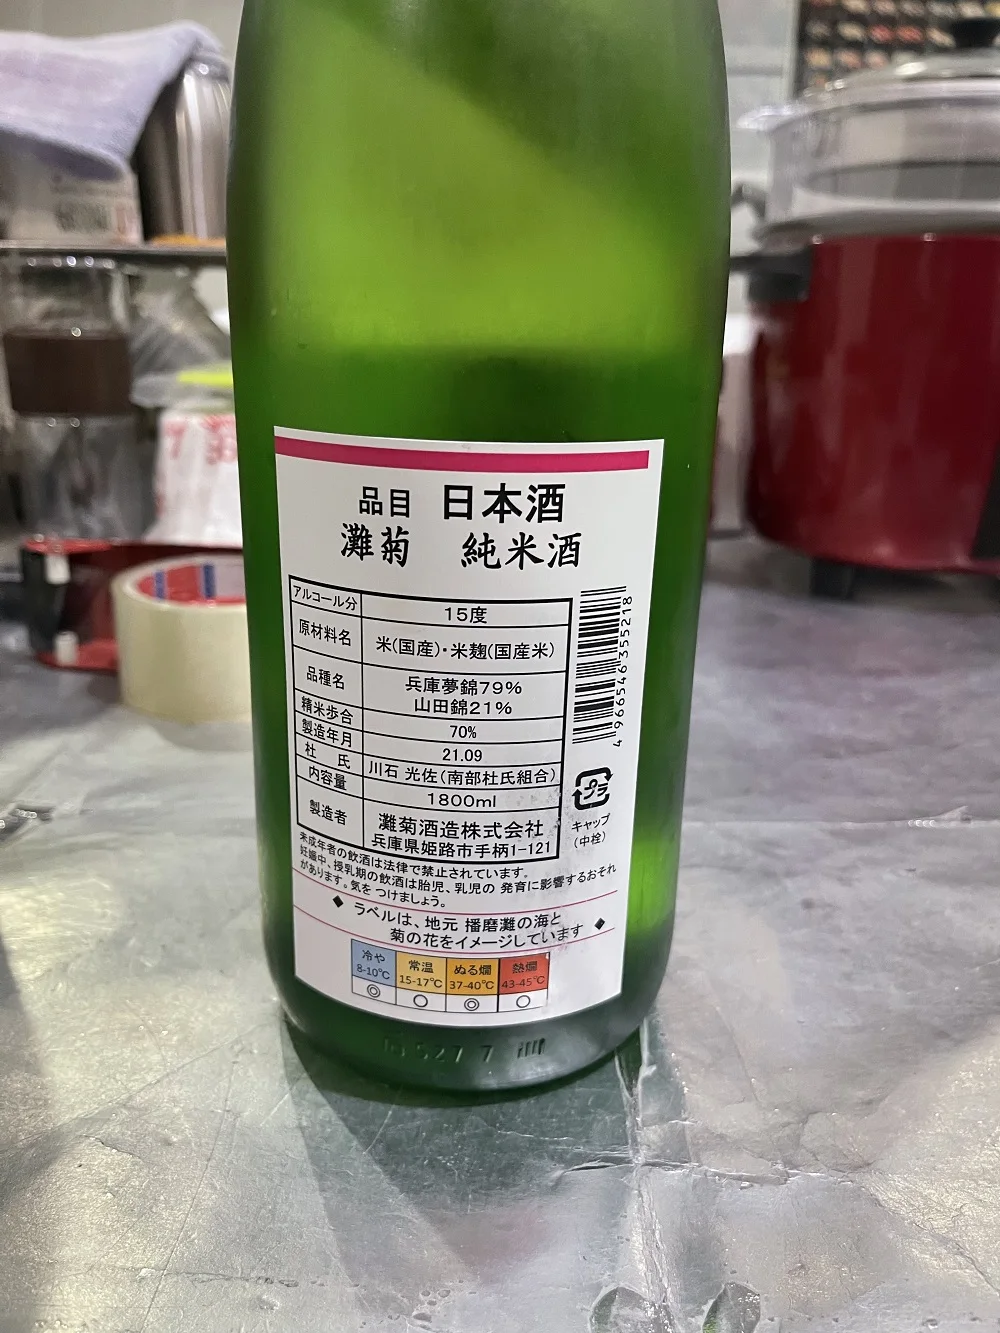 品目 日本酒
灘菊 純米酒
アルコール分 15度
原材料名 米(国産)・米麹(国産米)
品種名 兵庫夢錦79%
山田錦21%
精米歩合 70%
製造年月 21.09
杜氏 川石 光佐(南部杜氏組合)
内容量 1800ml
製造者 灘菊酒造株式会社
兵庫県姫路市手柄1-121
4 966546 355218
プラ
キャップ
(中栓)
未成年者の飲酒は法律で禁止されています。
妊娠中、授乳期の飲酒は胎児、乳児の 発育に影響するおそれ
があります。気を つけましょう。
◆ ラベルは、地元 播磨灘の海と
菊の花をイメージしています ◆
冷や 常温 ぬる燗 熱燗
8-10℃ 15-17℃ 37-40℃ 43-45℃
◎ ○ ◎ ○
527 7